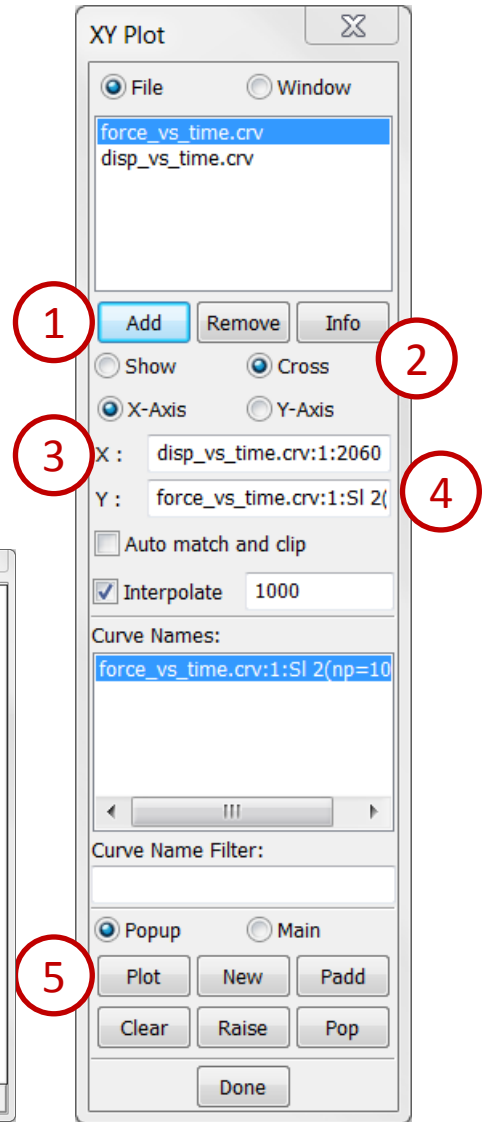 XY Plot
File Window
force_vs_time.crv
disp_vs_time.crv
1 Add Remove Info
Show Cross 2
X-Axis Y-Axis
3 X : disp_vs_time.crv:1:2060
Y : force_vs_time.crv:1:Sl 2( 4
Auto match and clip
Interpolate 1000
Curve Names:
force_vs_time.crv:1:Sl 2(np=10
Curve Name Filter:
Popup Main
5 Plot New Padd
Clear Raise Pop
Done